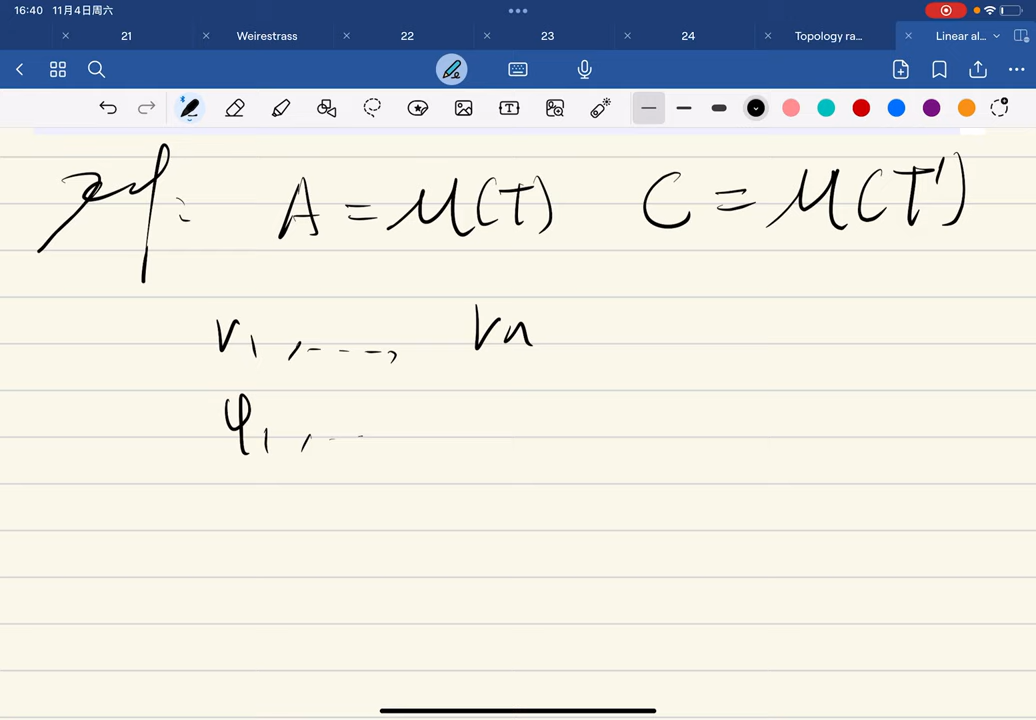 16:40 11月4日周六
21 Weirestrass 22 23 24 Topology ra... Linear al...
pf: A = M(T) C = M(T')
v1, ..., vn
φ1, ...